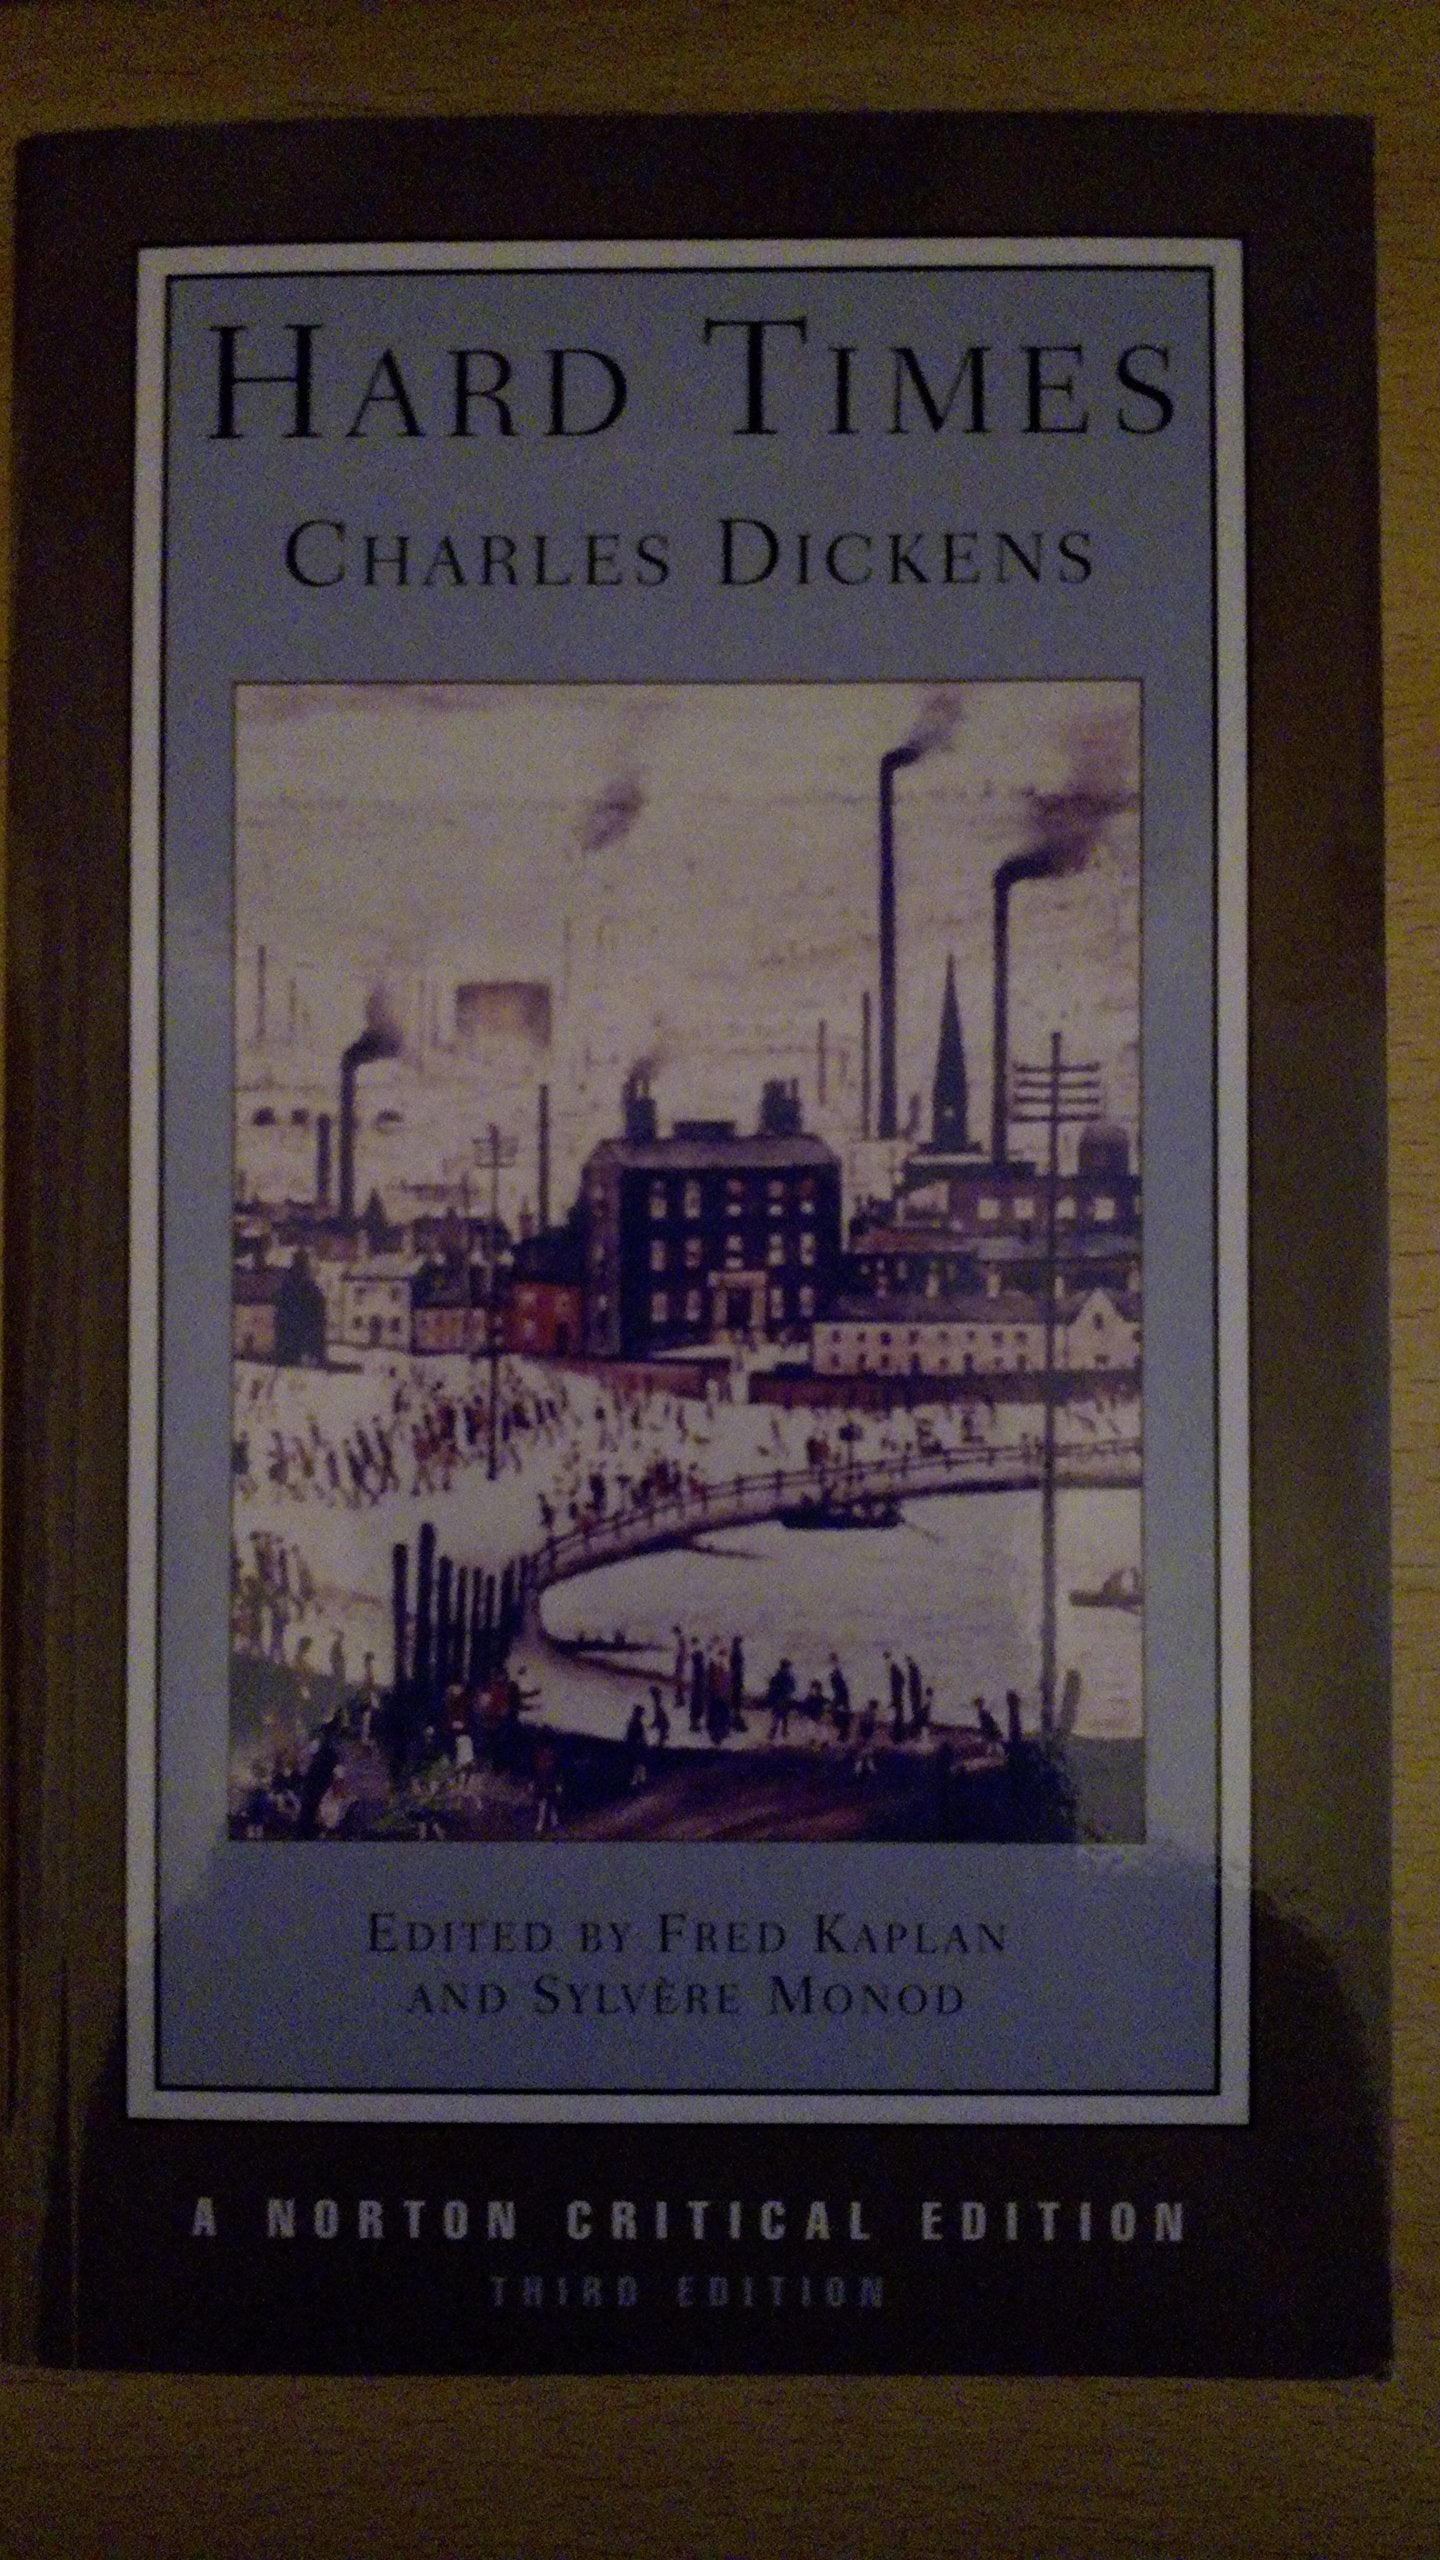 HARD TIMES
CHARLES DICKENS
EDITED BY FRED KAPLAN
AND SYLVÈRE MONOD
A NORTON CRITICAL EDITION
THIRD EDITION